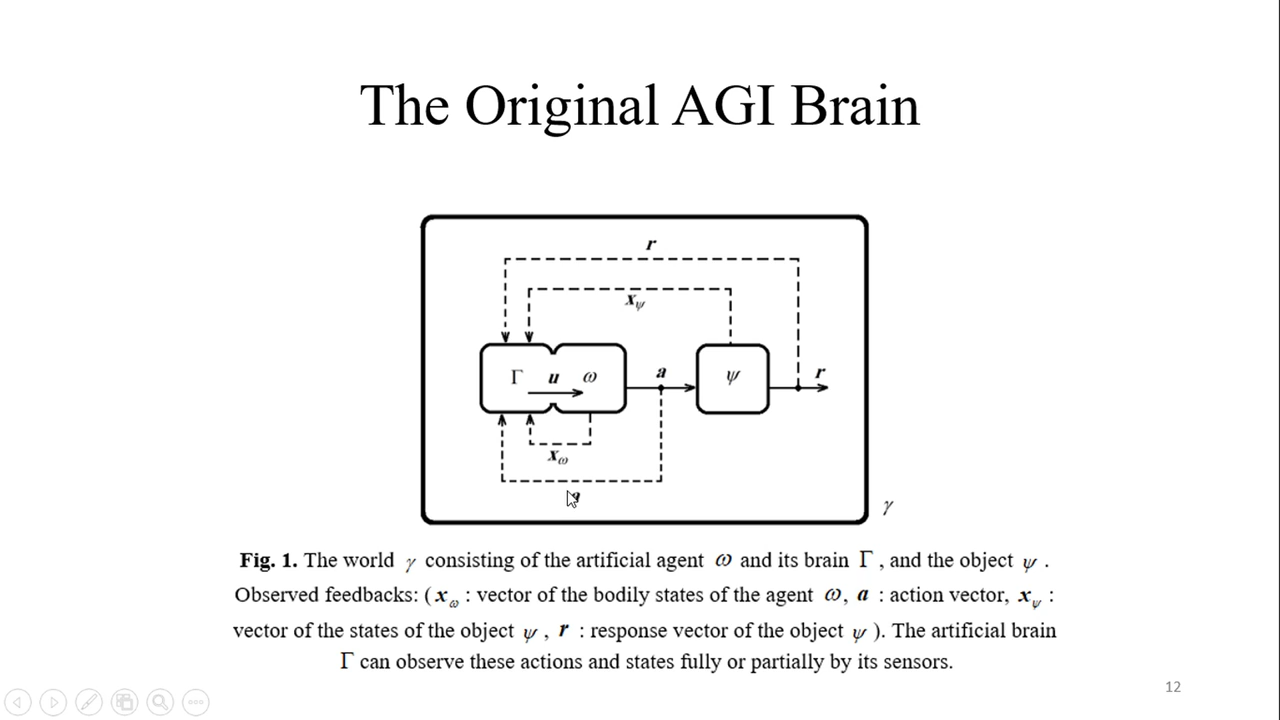 The Original AGI Brain
r
xψ
Γ u ω a ψ r
xω
γ
Fig. 1. The world γ consisting of the artificial agent ω and its brain Γ, and the object ψ .
Observed feedbacks: (xω : vector of the bodily states of the agent ω, a : action vector, xψ :
vector of the states of the object ψ , r : response vector of the object ψ ). The artificial brain
Γ can observe these actions and states fully or partially by its sensors.
12